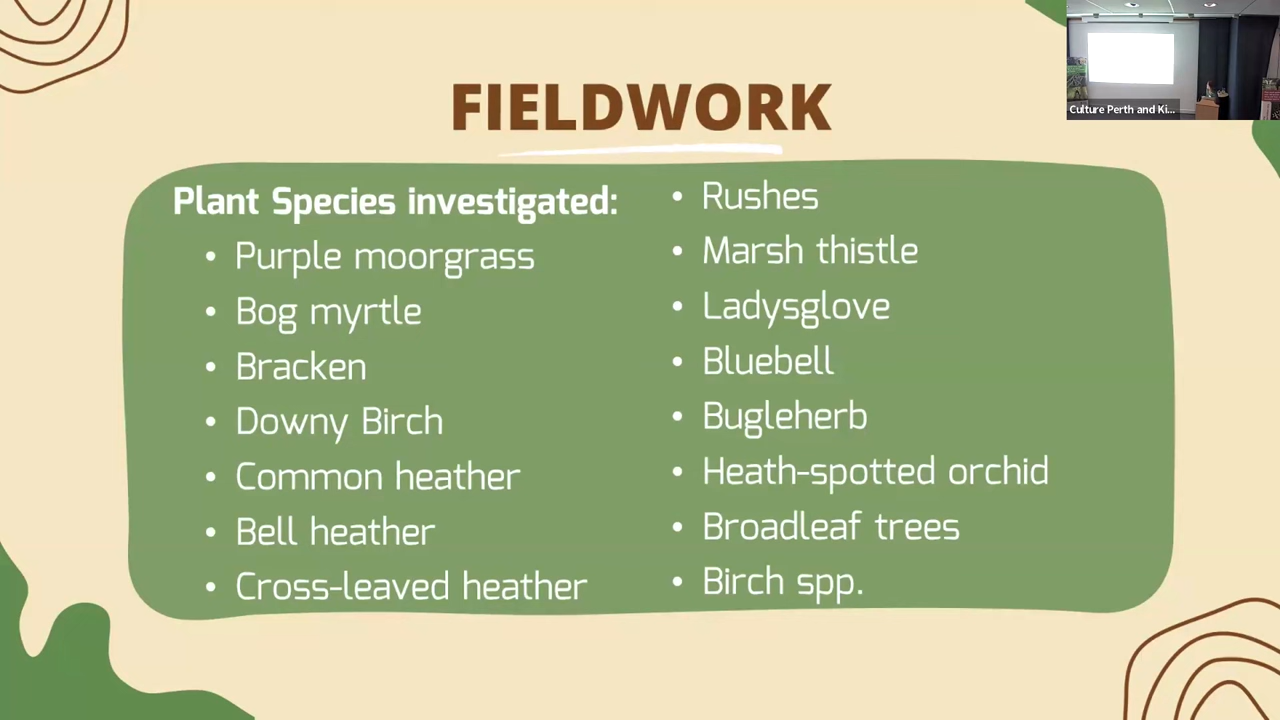 FIELDWORK
Plant Species investigated:
• Purple moorgrass
• Bog myrtle
• Bracken
• Downy Birch
• Common heather
• Bell heather
• Cross-leaved heather
• Rushes
• Marsh thistle
• Ladysglove
• Bluebell
• Bugleherb
• Heath-spotted orchid
• Broadleaf trees
• Birch spp.
Culture Perth and Ki...